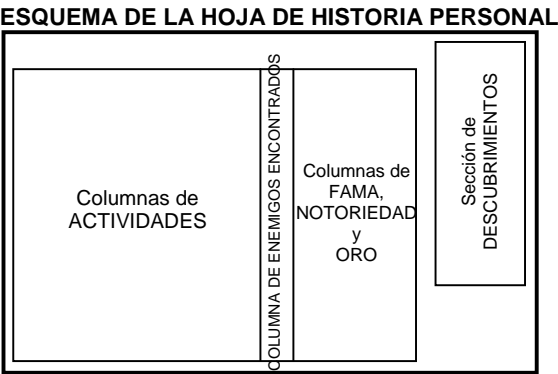 ESQUEMA DE LA HOJA DE HISTORIA PERSONAL
Columnas de
ACTIVIDADES
COLUMNA DE ENEMIGOS ENCONTRADOS
Columnas de
FAMA,
NOTORIEDAD
y
ORO
Sección de
DESCUBRIMIENTOS